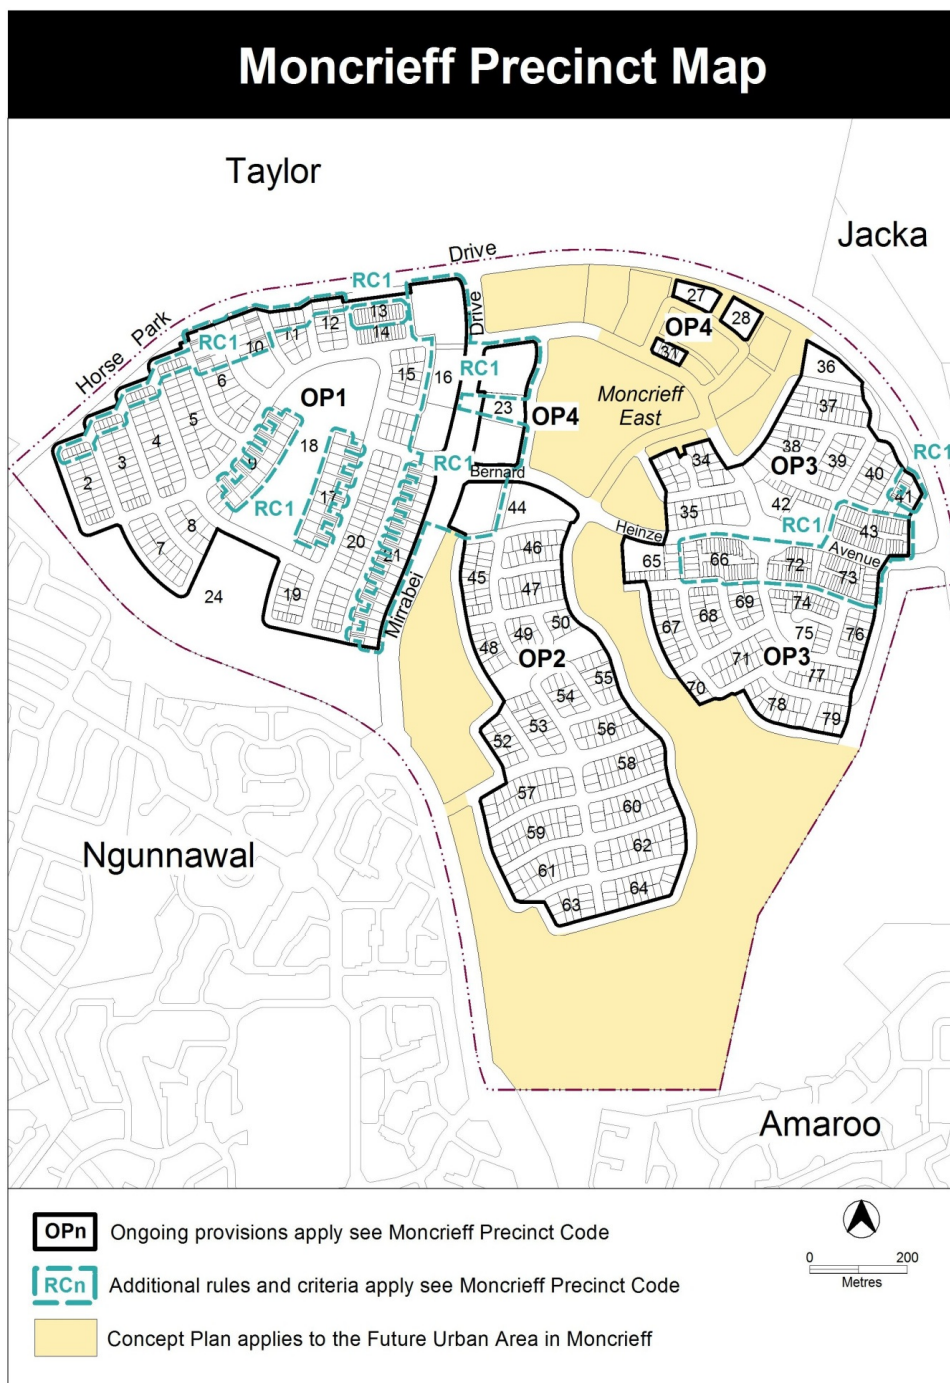 Moncrieff Precinct Map
Taylor
Jacka
Horse Park Drive
RC1
RC1
27
28
OP4
31
13
12
11
10
14
Drive
6
15
16
RC1
36
37
OP1
Moncrieff
East
23
OP4
5
4
3
2
18
9
38
OP3
39
40
RC1
41
34
Bernard
RC1
RC1
17
42
35
RC1
43
44
Heinze
Avenue
8
7
20
21
46
65
66
72
73
45
47
24
19
Mirrabei
74
69
68
67
75
76
50
49
48
OP2
71
OP3
77
55
54
70
78
79
53
56
52
58
57
60
59
62
61
64
63
Ngunnawal
Amaroo
OPn Ongoing provisions apply see Moncrieff Precinct Code
RCn Additional rules and criteria apply see Moncrieff Precinct Code
Concept Plan applies to the Future Urban Area in Moncrieff
0 200
Metres